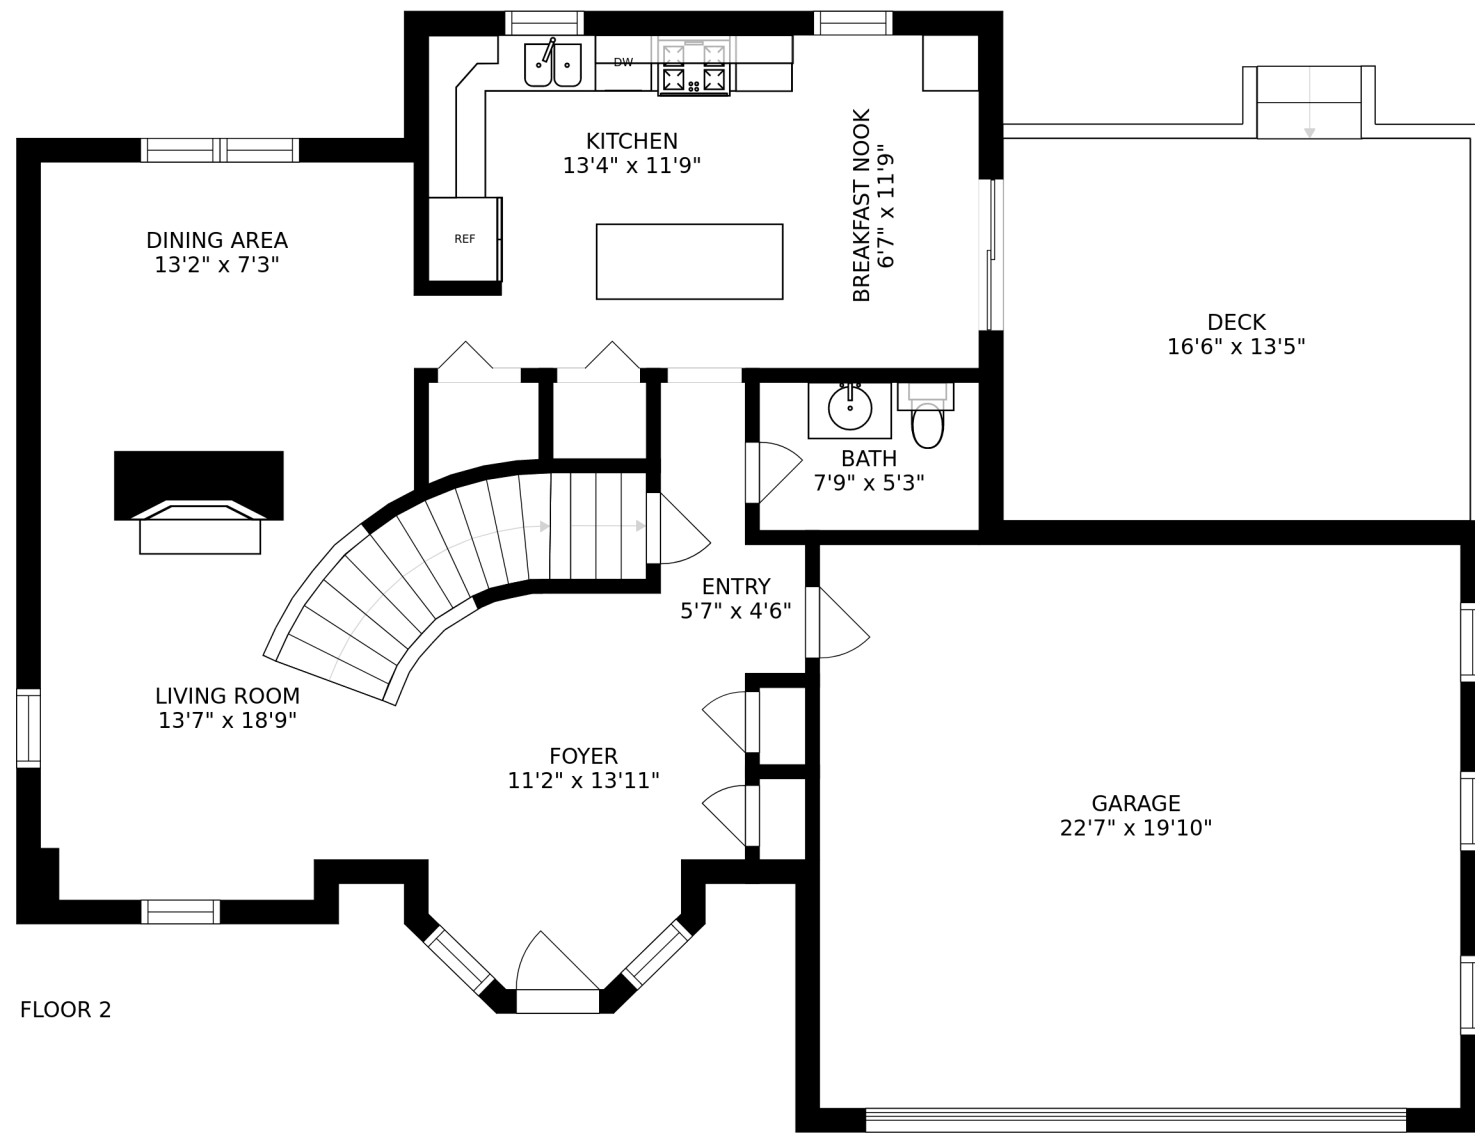 DW
KITCHEN
13'4" x 11'9"
BREAKFAST NOOK
6'7" x 11'9"
DINING AREA
13'2" x 7'3"
REF
DECK
16'6" x 13'5"
BATH
7'9" x 5'3"
ENTRY
5'7" x 4'6"
LIVING ROOM
13'7" x 18'9"
FOYER
11'2" x 13'11"
GARAGE
22'7" x 19'10"
FLOOR 2